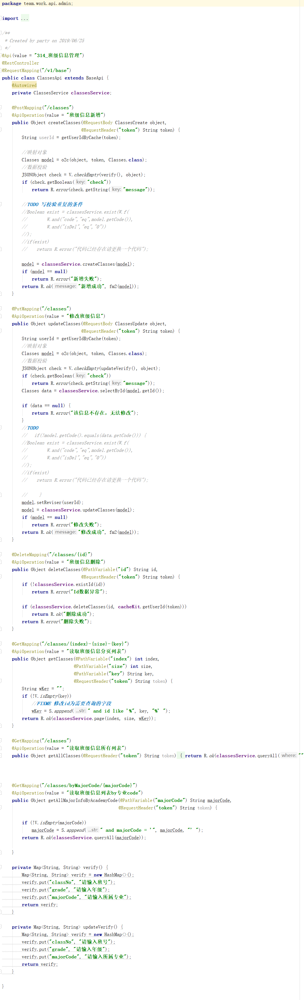 package team.work.api.admin;
import ...
/**
 * Created by party on 2019/06/25
 */
@Api(value = "314_班级信息管理")
@RestController
@RequestMapping("/v1/base")
public class ClassesApi extends BaseApi {
    @Autowired
    private ClassesService classesService;

    @PostMapping("/classes")
    @ApiOperation(value = "班级信息新增")
    public Object createClasses(@RequestBody ClassesCreate object,
                                @RequestHeader("token") String token) {
        String userId = getUserIdByCache(token);

        //映射对象
        Classes model = o2c(object, token, Classes.class);
        //数据校验
        JSONObject check = V.checkEmpty(verify(), object);
        if (check.getBoolean( key: "check"))
            return R.error(check.getString( key: "message"));

        //TODO 写校验重复的条件
        //Boolean exist = classesService.exist(W.f(
        //        W.and("code","eq",model.getCode()),
        //        W.and("isDel","eq","0"))
        //);
        //if(exist)
        //    return R.error("代码已经存在请更换一个代码");

        model = classesService.createClasses(model);
        if (model == null)
            return R.error("新增失败");
        return R.ok( message: "新增成功", fm2(model));
    }

    @PutMapping("/classes")
    @ApiOperation(value = "修改班级信息")
    public Object updateClasses(@RequestBody ClassesUpdate object,
                                @RequestHeader("token") String token) {
        String userId = getUserIdByCache(token);
        //映射对象
        Classes model = o2c(object, token, Classes.class);
        //数据校验
        JSONObject check = V.checkEmpty(updateVerify(), object);
        if (check.getBoolean( key: "check"))
            return R.error(check.getString( key: "message"));
        Classes data = classesService.selectById(model.getId());

        if (data == null) {
            return R.error("该信息不存在，无法修改");
        }
        //TODO
        //   if(!model.getCode().equals(data.getCode())) {
        //Boolean exist = classesService.exist(W.f(
        //        W.and("code","eq",model.getCode()),
        //        W.and("isDel","eq","0"))
        //);
        //if(exist)
        //    return R.error("代码已经存在请更换一个代码");

        //     }
        model.setReviser(userId);
        model = classesService.updateClasses(model);
        if (model == null)
            return R.error("修改失败");
        return R.ok( message: "修改成功", fm2(model));
    }

    @DeleteMapping("/classes/{id}")
    @ApiOperation(value = "班级信息删除")
    public Object deleteClasses(@PathVariable("id") String id,
                                @RequestHeader("token") String token) {
        if (!classesService.existId(id))
            return R.error("Id数据异常");

        if (classesService.deleteClasses(id, cacheKit.getUserId(token)))
            return R.ok("删除成功");
        return R.error("删除失败");
    }

    @GetMapping("/classes/{index}-{size}-{key}")
    @ApiOperation(value = "读取班级信息分页列表")
    public Object getClasses(@PathVariable("index") int index,
                             @PathVariable("size") int size,
                             @PathVariable("key") String key,
                             @RequestHeader("token") String token) {
        String wKey = "";
        if (!V.isEmpty(key))
            //FIXME 修改id为需要查询的字段
            wKey = S.apppend( ...str: " and id like '%", key, "%' ");
        return R.ok(classesService.page(index, size, wKey));
    }

    @GetMapping("/classes")
    @ApiOperation(value = "读取班级信息所有列表")
    public Object getAllClasses(@RequestHeader("token") String token) { return R.ok(classesService.queryAll( where: ""

    @GetMapping("/classes/byMajorCode/{majorCode}")
    @ApiOperation(value = "读取班级信息列表by专业code")
    public Object getAllMajorInfoByAcademyCode(@PathVariable("majorCode") String majorCode,
                                               @RequestHeader("token") String token) {

        if (!V.isEmpty(majorCode))
            majorCode = S.apppend( ...str: " and majorCode = '", majorCode, "' ");
        return R.ok(classesService.queryAll(majorCode));

    }

    private Map<String, String> verify() {
        Map<String, String> verify = new HashMap<>();
        verify.put("classNo", "请输入班号");
        verify.put("grade", "请输入年级");
        verify.put("majorCode", "请输入所属专业");
        return verify;
    }

    private Map<String, String> updateVerify() {
        Map<String, String> verify = new HashMap<>();
        verify.put("classNo", "请输入班号");
        verify.put("grade", "请输入年级");
        verify.put("majorCode", "请输入所属专业");
        return verify;
    }

}